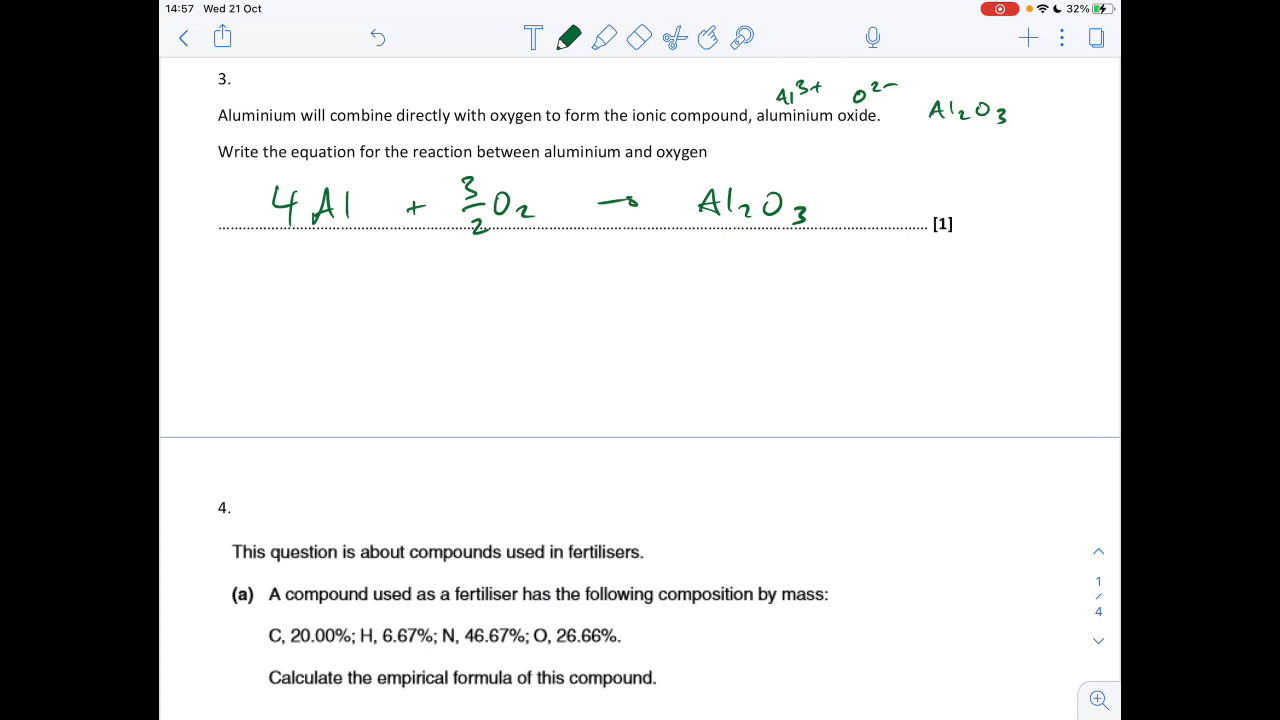 14:57 Wed 21 Oct 32%
T
3.
Al³⁺ O²⁻
Aluminium will combine directly with oxygen to form the ionic compound, aluminium oxide. Al₂O₃
Write the equation for the reaction between aluminium and oxygen
4Al + 3/2 O₂ → Al₂O₃
[1]
4.
This question is about compounds used in fertilisers.
(a) A compound used as a fertiliser has the following composition by mass:
C, 20.00%; H, 6.67%; N, 46.67%; O, 26.66%.
Calculate the empirical formula of this compound.
1
/
4